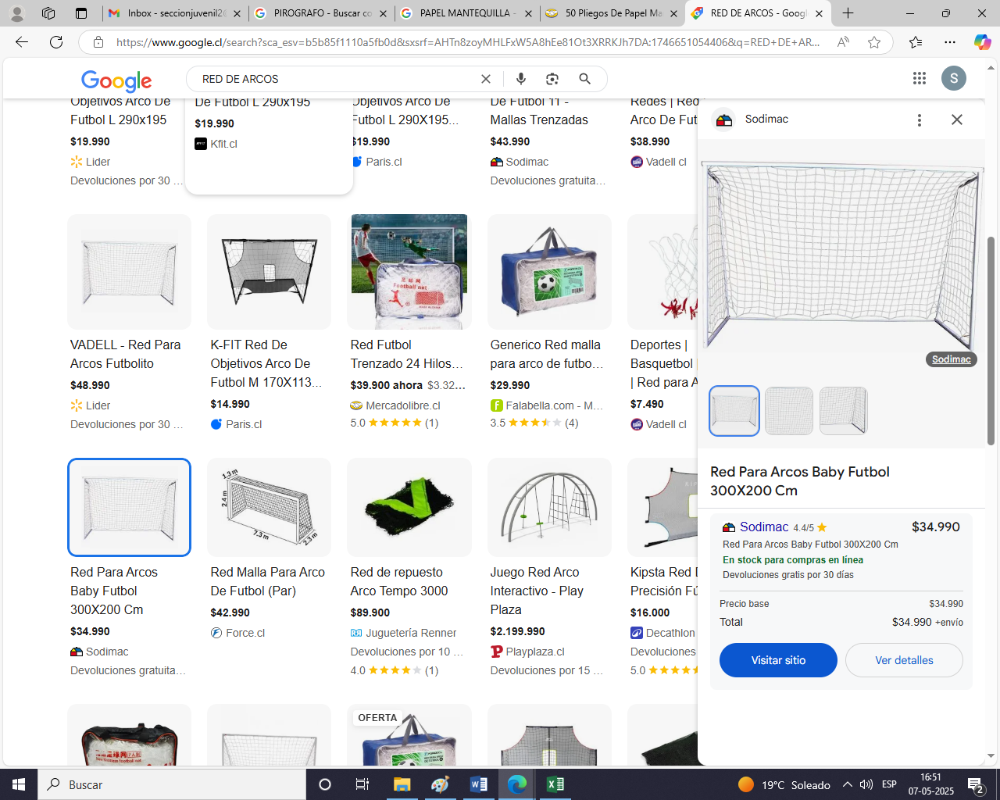 Inbox - seccionjuvenil2@
PIROGRAFO - Buscar co
PAPEL MANTEQUILLA -
50 Pliegos De Papel Ma
RED DE ARCOS - Google
https://www.google.cl/search?sca_esv=b5b85f1110a5fb0d&sxsrf=AHTn8zoyMHLFxW5A8hEe81Ot3XRRKJh7DA:1746651054406&q=RED+DE+AR...
Google
RED DE ARCOS
S
Objetivos Arco De
Futbol L 290x195
$19.990
Lider
Devoluciones por 30 ...
De Futbol L 290x195
$19.990
Kfit.cl
Objetivos Arco De
Futbol L 290X195...
$19.990
Paris.cl
De Futbol 11 -
Mallas Trenzadas
$43.990
Sodimac
Devoluciones gratuita...
Redes | Red
Arco De Fut
$38.990
Vadell cl
VADELL - Red Para
Arcos Futbolito
$48.990
Lider
Devoluciones por 30 ...
K-FIT Red De
Objetivos Arco De
Futbol M 170X113...
$14.990
Paris.cl
Football net
Red Futbol
Trenzado 24 Hilos...
$39.900 ahora $3.32...
Mercadolibre.cl
5.0 (1)
Generico Red malla
para arco de futbo...
$29.990
Falabella.com - M...
3.5 (4)
Deportes |
Basquetbol |
| Red para A
$7.490
Vadell cl
Red Para Arcos
Baby Futbol
300X200 Cm
$34.990
Sodimac
Devoluciones gratuita...
1.3 m
2.4 m
7.3 m
2.3 m
Red Malla Para Arco
De Futbol (Par)
$42.990
Force.cl
Red de repuesto
Arco Tempo 3000
$89.900
Juguetería Renner
Devoluciones por 10 ...
4.0 (1)
Juego Red Arco
Interactivo - Play
Plaza
$2.199.990
Playplaza.cl
Devoluciones por 15 ...
Kipsta Red D
Precisión Fú
$16.000
Decathlon
Devoluciones
5.0
OFERTA
Sodimac
Sodimac
Red Para Arcos Baby Futbol
300X200 Cm
Sodimac 4.4/5 $34.990
Red Para Arcos Baby Futbol 300X200 Cm
En stock para compras en línea
Devoluciones gratis por 30 días
Precio base $34.990
Total $34.990 +envío
Visitar sitio
Ver detalles
Buscar
19°C Soleado
ESP
16:51
07-05-2025
2